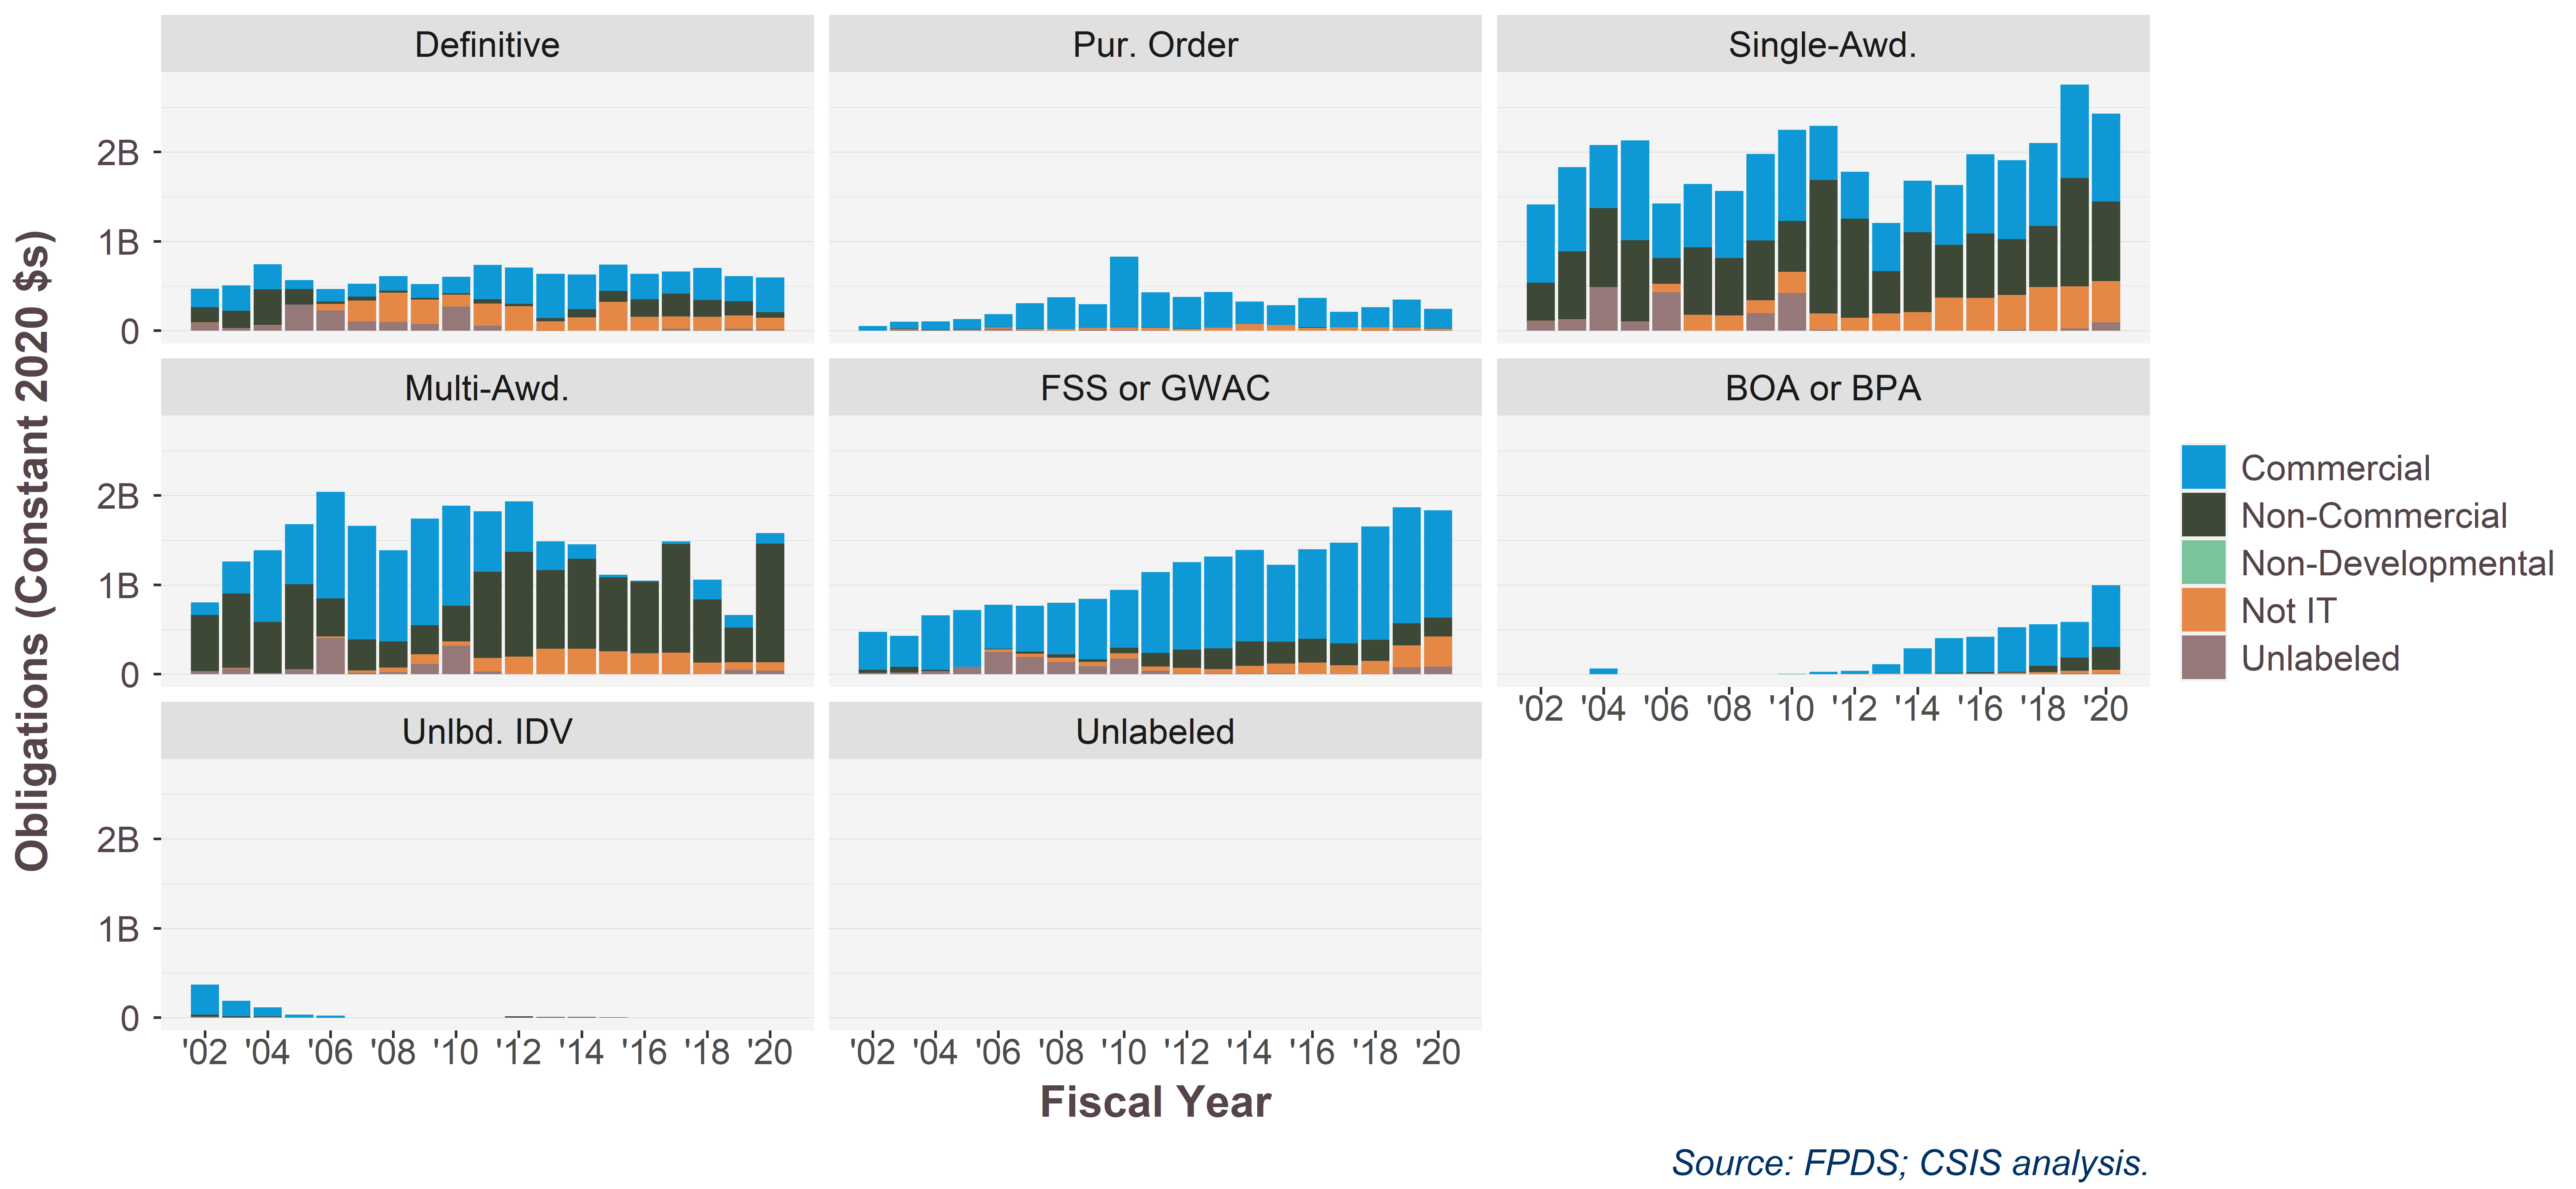 Definitive
Pur. Order
Single-Awd.
2B
1B
0
Multi-Awd.
FSS or GWAC
BOA or BPA
2B
1B
0
'02 '04 '06 '08 '10 '12 '14 '16 '18 '20
Unlbd. IDV
Unlabeled
2B
1B
0
'02 '04 '06 '08 '10 '12 '14 '16 '18 '20
'02 '04 '06 '08 '10 '12 '14 '16 '18 '20
Obligations (Constant 2020 $s)
Fiscal Year
Commercial
Non-Commercial
Non-Developmental
Not IT
Unlabeled
Source: FPDS; CSIS analysis.